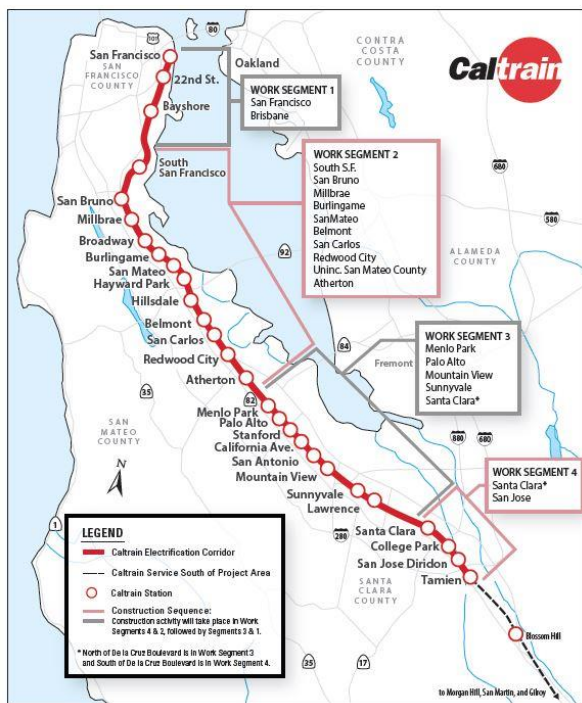 Caltrain
101
80
San Francisco
SAN
FRANCISCO
COUNTY
22nd St.
Bayshore
Oakland
CONTRA
COSTA
COUNTY
WORK SEGMENT 1
San Francisco
Brisbane
South
San Francisco
WORK SEGMENT 2
South S.F.
San Bruno
Millbrae
Burlingame
SanMateo
Belmont
San Carlos
Redwood City
Uninc. San Mateo County
Atherton
680
580
San Bruno
Millbrae
Broadway
Burlingame
San Mateo
Hayward Park
Hillsdale
Belmont
San Carlos
Redwood City
Atherton
92
ALAMEDA
COUNTY
84
Fremont
WORK SEGMENT 3
Menlo Park
Palo Alto
Mountain View
Sunnyvale
Santa Clara*
35
82
SAN
MATEO
COUNTY
Menlo Park
Palo Alto
Stanford
California Ave.
San Antonio
Mountain View
Sunnyvale
Lawrence
880
680
WORK SEGMENT 4
Santa Clara*
San Jose
N
1
280
Santa Clara
College Park
San Jose Diridon
Tamien
SANTA
CLARA
COUNTY
LEGEND
Caltrain Electrification Corridor
Caltrain Service South of Project Area
Caltrain Station
Construction Sequence:
Construction activity will take place in Work
Segments 4 & 2, followed by Segments 3 & 1.
* North of De la Cruz Boulevard Is in Work Segment 3
and South of De la Cruz Boulevard Is in Work Segment 4.
35
17
Blossom Hill
to Morgan Hill, San Martin, and Gilroy